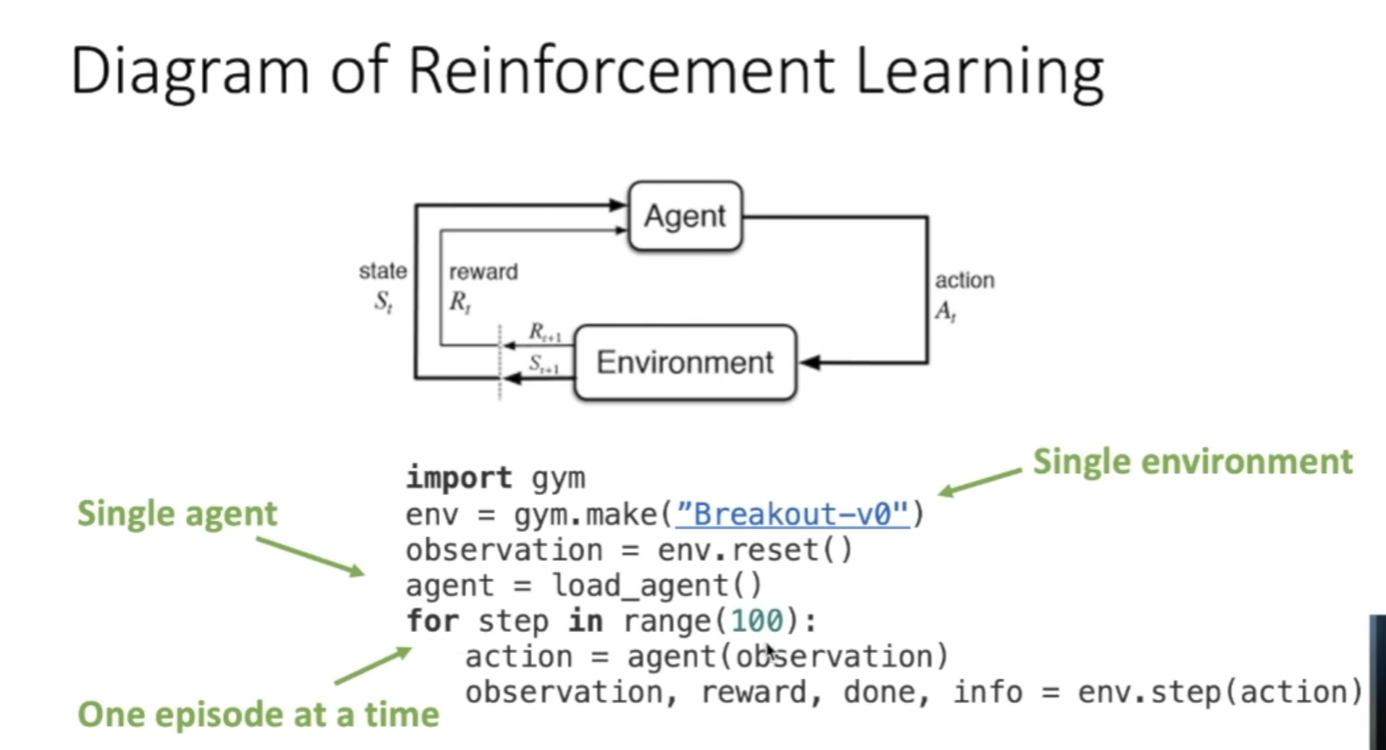 Diagram of Reinforcement Learning
Agent
state
S_t
reward
R_t
action
A_t
R_{t+1}
S_{t+1}
Environment
Single environment
Single agent
import gym
env = gym.make(”Breakout-v0")
observation = env.reset()
agent = load_agent()
for step in range(100):
action = agent(observation)
observation, reward, done, info = env.step(action)
One episode at a time